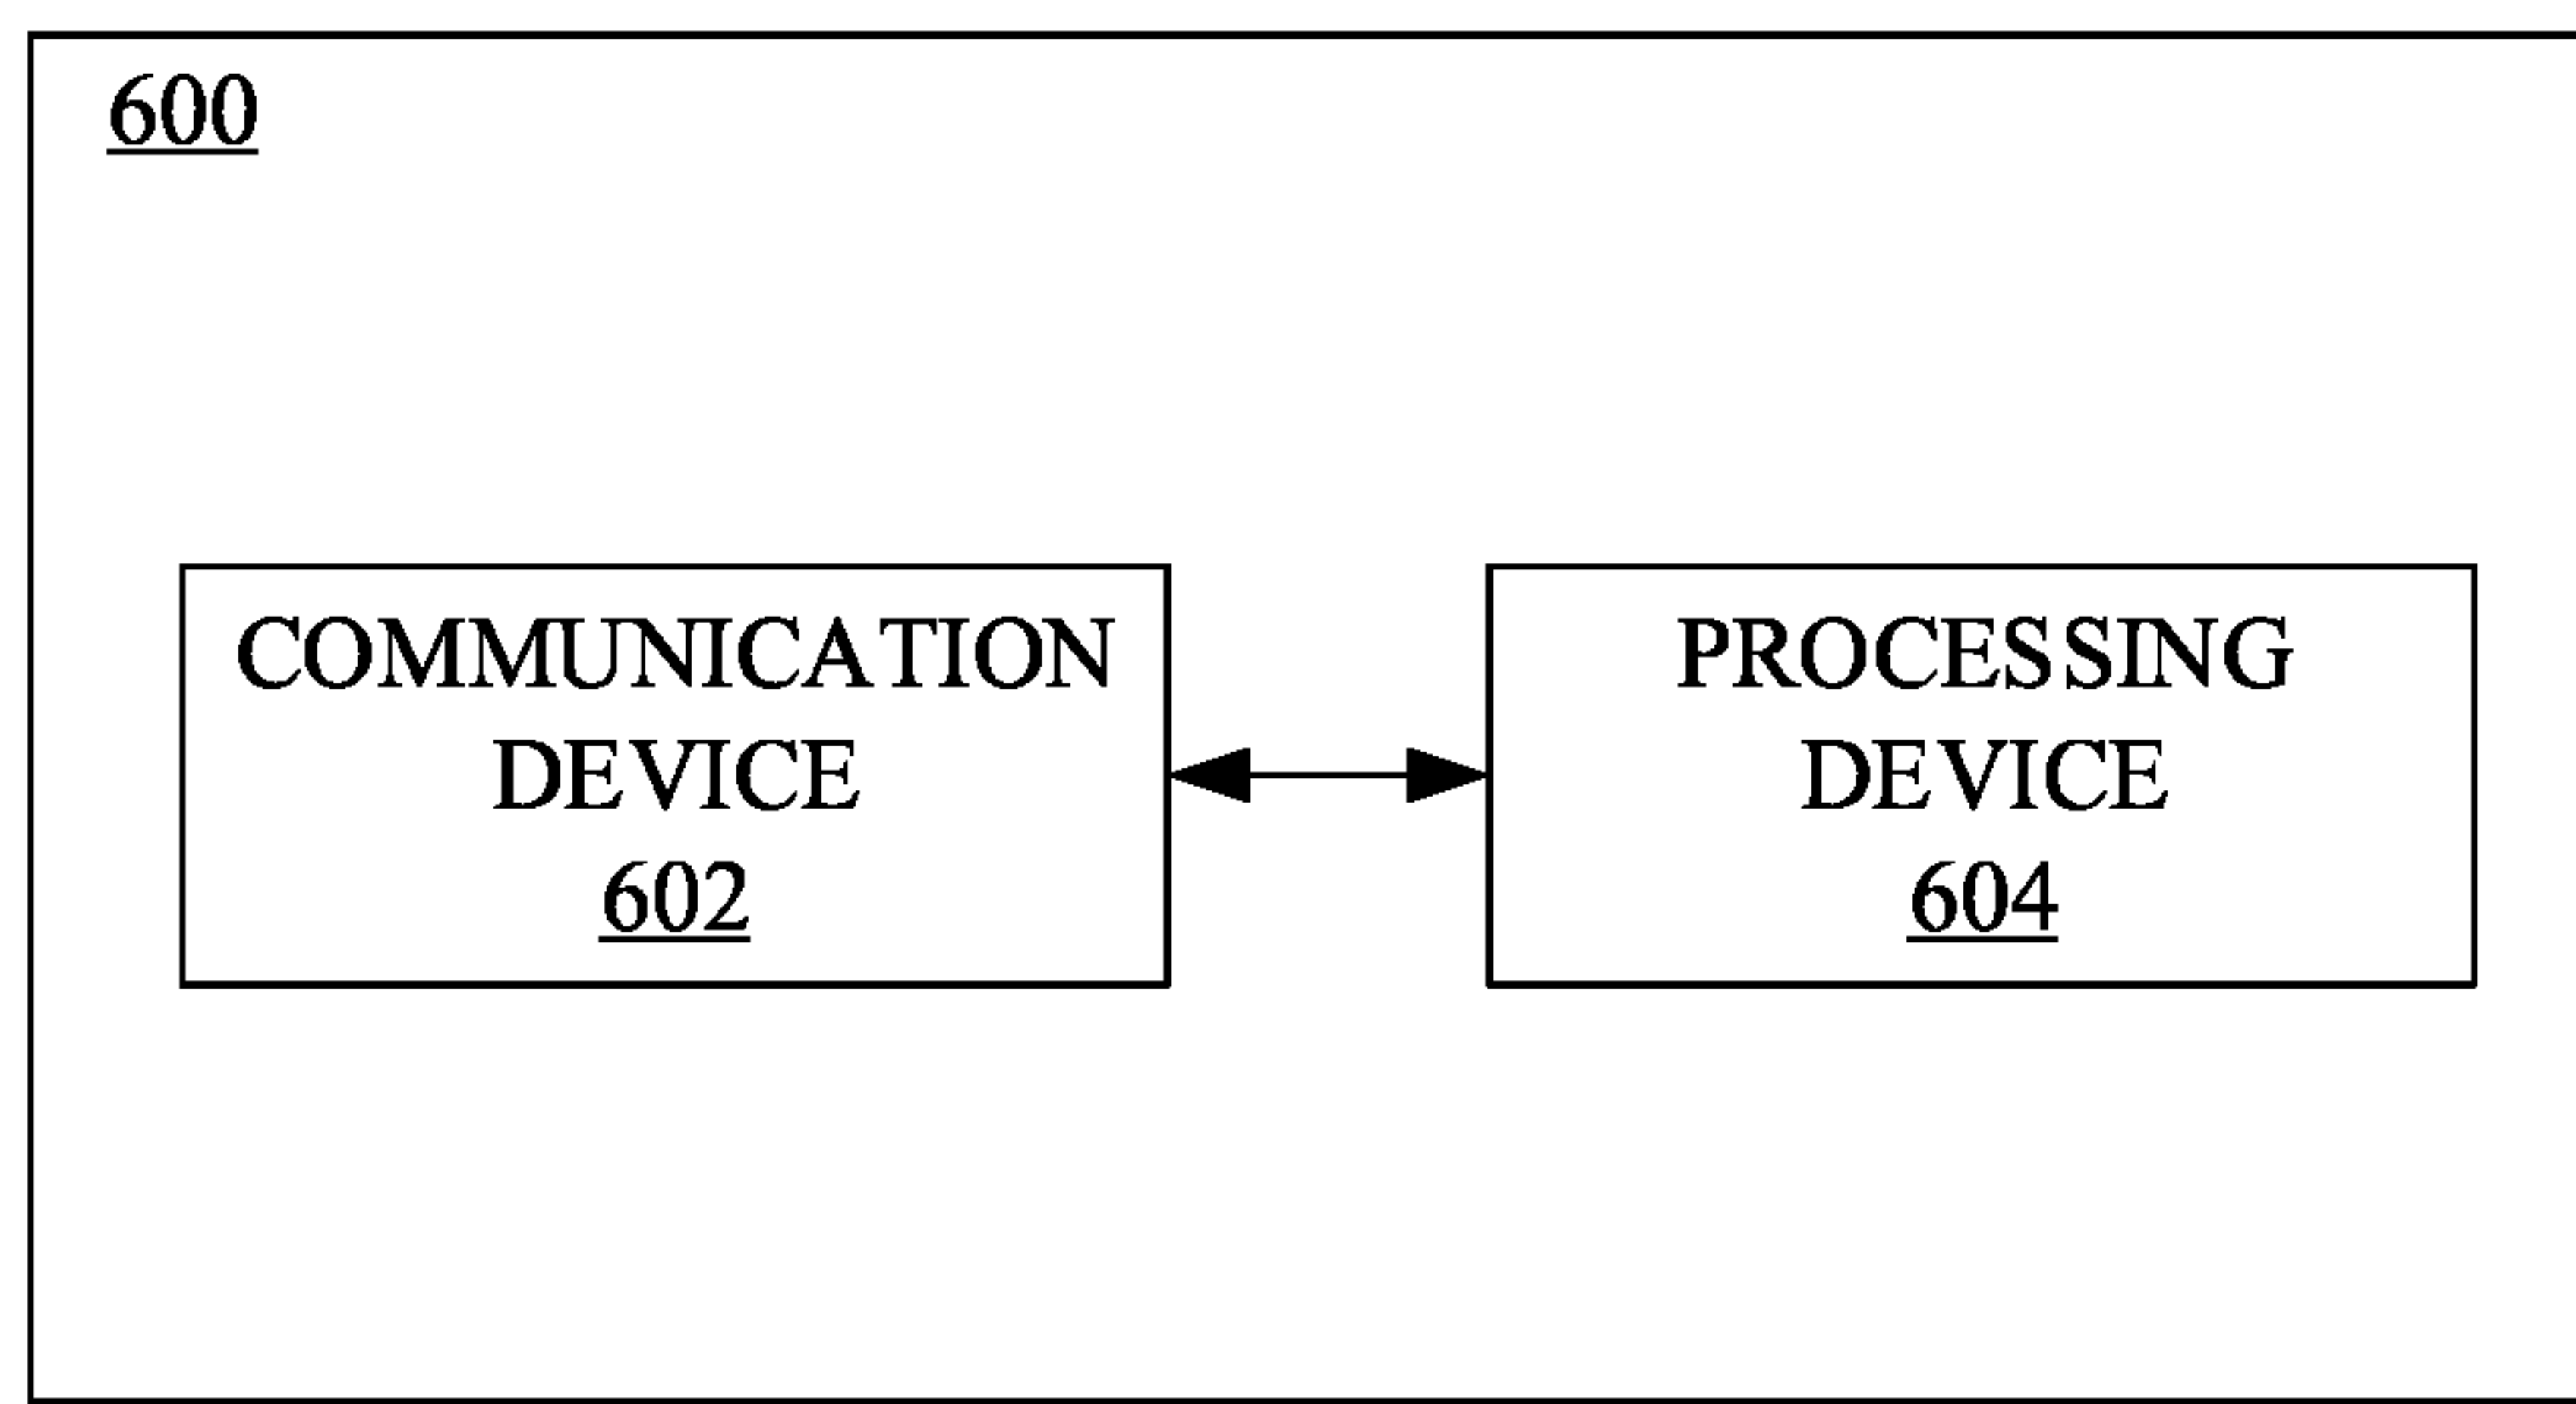 600
COMMUNICATION
DEVICE
602
PROCESSING
DEVICE
604